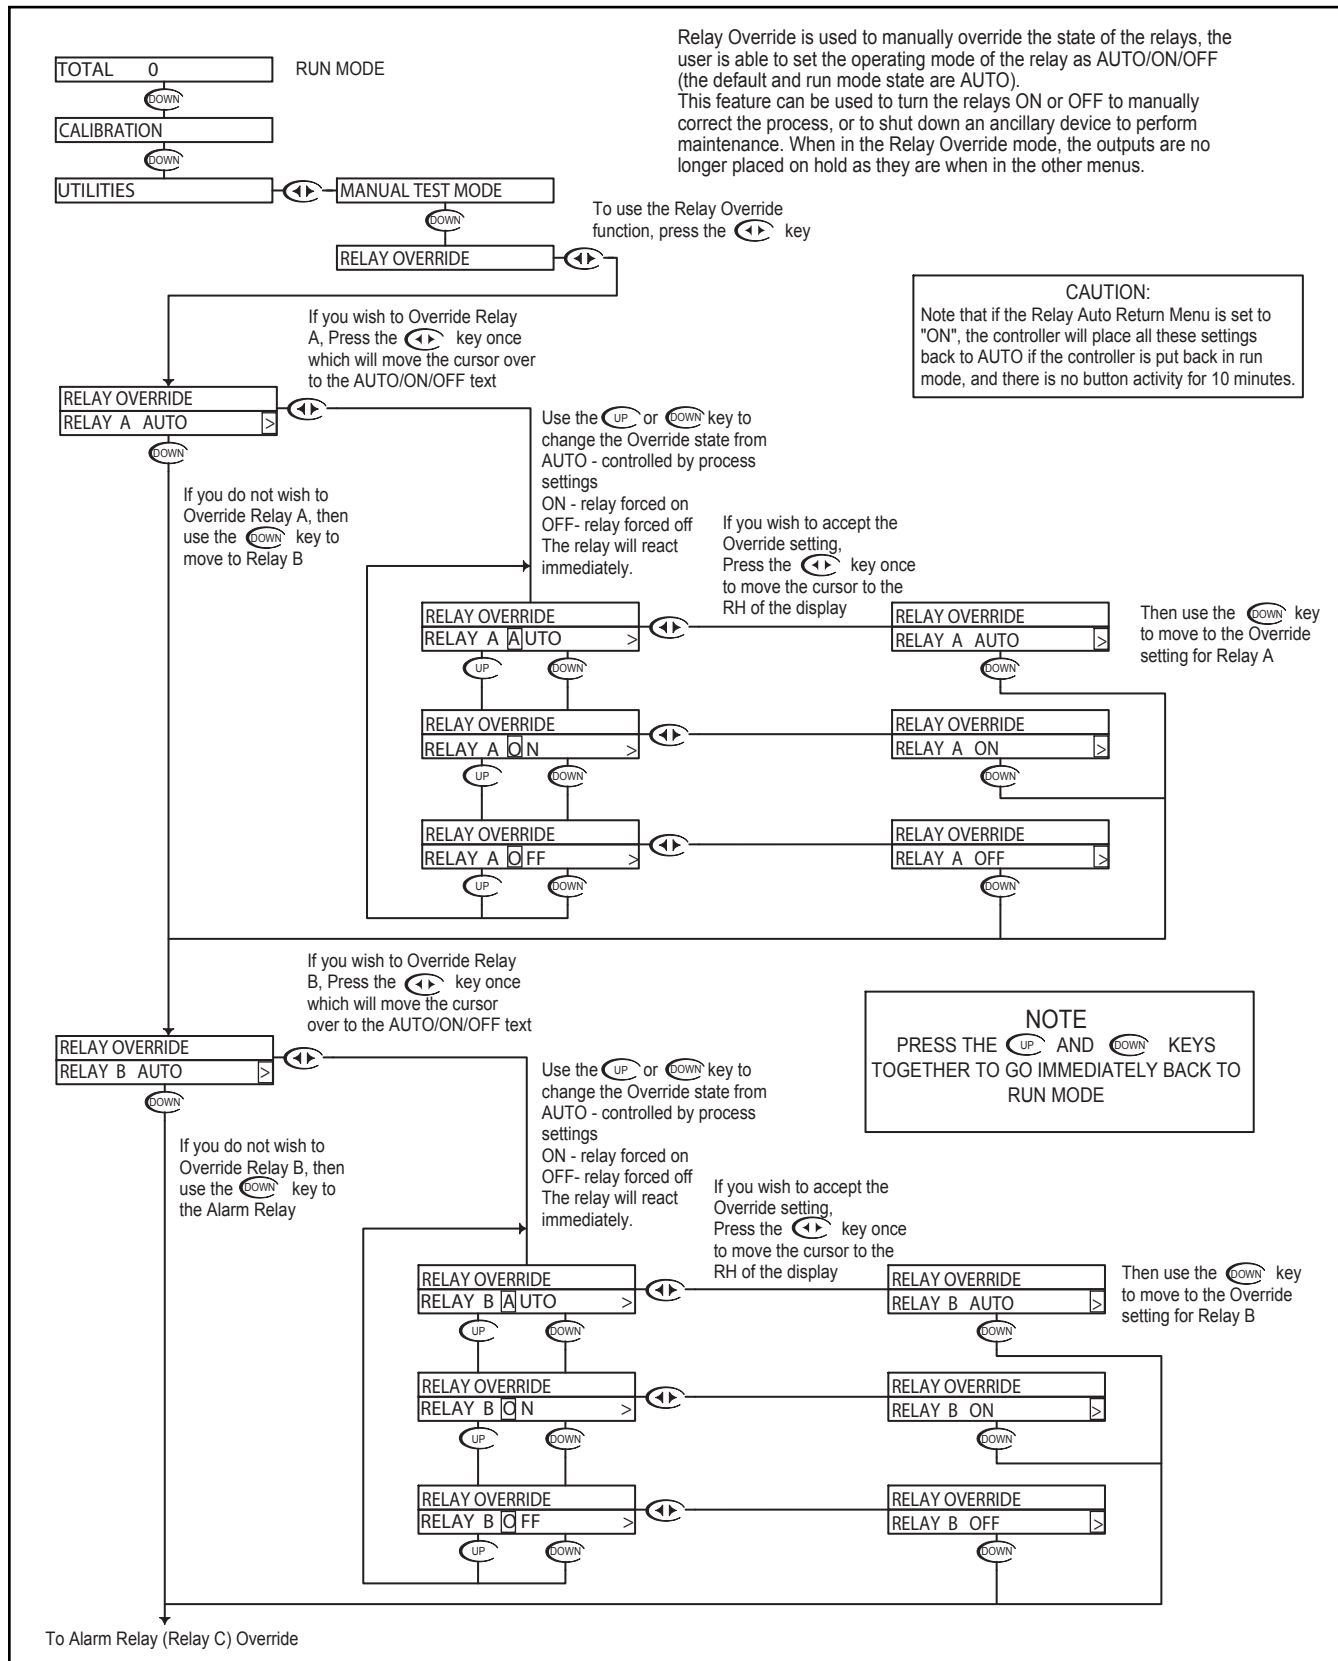 Relay Override is used to manually override the state of the relays, the
user is able to set the operating mode of the relay as AUTO/ON/OFF
(the default and run mode state are AUTO).
This feature can be used to turn the relays ON or OFF to manually
correct the process, or to shut down an ancillary device to perform
maintenance. When in the Relay Override mode, the outputs are no
longer placed on hold as they are when in the other menus.
TOTAL 0
RUN MODE
DOWN
CALIBRATION
DOWN
UTILITIES
MANUAL TEST MODE
DOWN
RELAY OVERRIDE
To use the Relay Override
function, press the key
CAUTION:
Note that if the Relay Auto Return Menu is set to
"ON", the controller will place all these settings
back to AUTO if the controller is put back in run
mode, and there is no button activity for 10 minutes.
If you wish to Override Relay
A, Press the key once
which will move the cursor over
to the AUTO/ON/OFF text
RELAY OVERRIDE
RELAY A AUTO >
DOWN
If you do not wish to
Override Relay A, then
use the DOWN key to
move to Relay B
Use the UP or DOWN key to
change the Override state from
AUTO - controlled by process
settings
ON - relay forced on
OFF- relay forced off
The relay will react
immediately.
If you wish to accept the
Override setting,
Press the key once
to move the cursor to the
RH of the display
RELAY OVERRIDE
RELAY A AUTO >
UP DOWN
RELAY OVERRIDE
RELAY A AUTO >
DOWN
Then use the DOWN key
to move to the Override
setting for Relay A
RELAY OVERRIDE
RELAY A ON >
UP DOWN
RELAY OVERRIDE
RELAY A ON >
DOWN
RELAY OVERRIDE
RELAY A OFF >
UP DOWN
RELAY OVERRIDE
RELAY A OFF >
DOWN
If you wish to Override Relay
B, Press the key once
which will move the cursor
over to the AUTO/ON/OFF text
NOTE
PRESS THE UP AND DOWN KEYS
TOGETHER TO GO IMMEDIATELY BACK TO
RUN MODE
RELAY OVERRIDE
RELAY B AUTO >
DOWN
If you do not wish to
Override Relay B, then
use the DOWN key to
the Alarm Relay
Use the UP or DOWN key to
change the Override state from
AUTO - controlled by process
settings
ON - relay forced on
OFF- relay forced off
The relay will react
immediately.
If you wish to accept the
Override setting,
Press the key once
to move the cursor to the
RH of the display
RELAY OVERRIDE
RELAY B AUTO >
UP DOWN
RELAY OVERRIDE
RELAY B AUTO >
DOWN
Then use the DOWN key
to move to the Override
setting for Relay B
RELAY OVERRIDE
RELAY B ON >
UP DOWN
RELAY OVERRIDE
RELAY B ON >
DOWN
RELAY OVERRIDE
RELAY B OFF >
UP DOWN
RELAY OVERRIDE
RELAY B OFF >
DOWN
To Alarm Relay (Relay C) Override